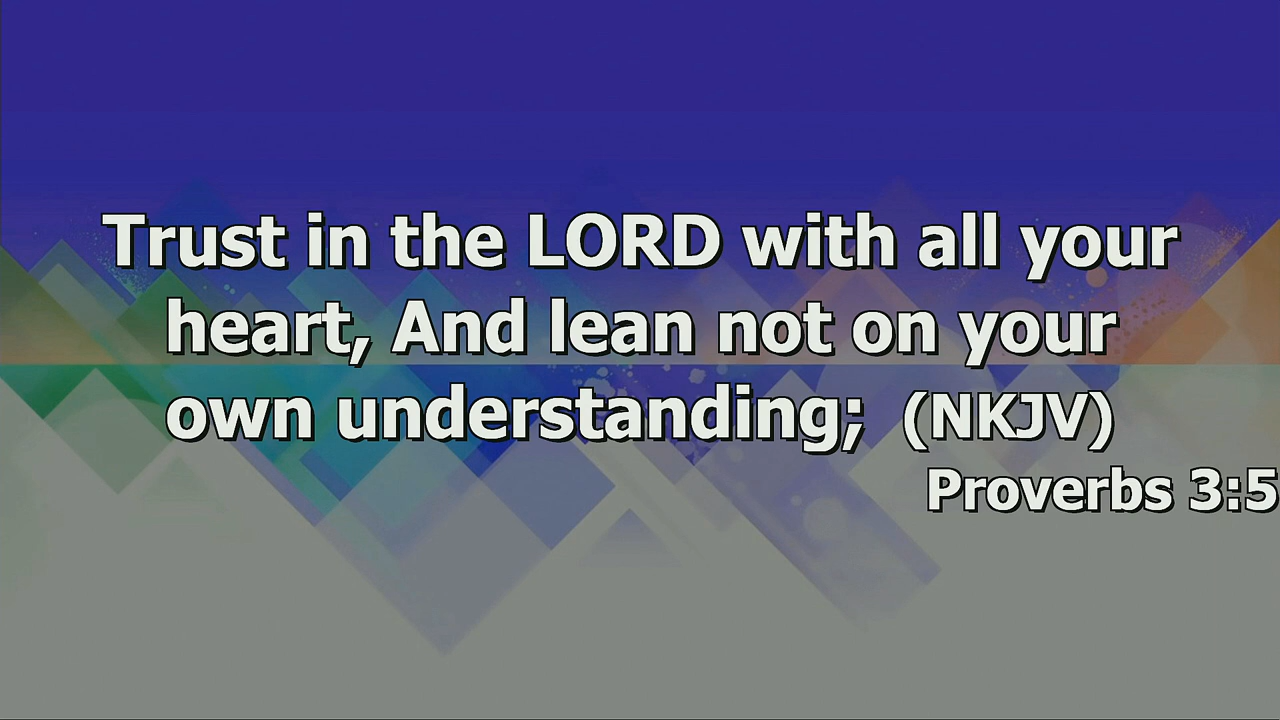 Trust in the LORD with all your
heart, And lean not on your
own understanding; (NKJV)
Proverbs 3:5